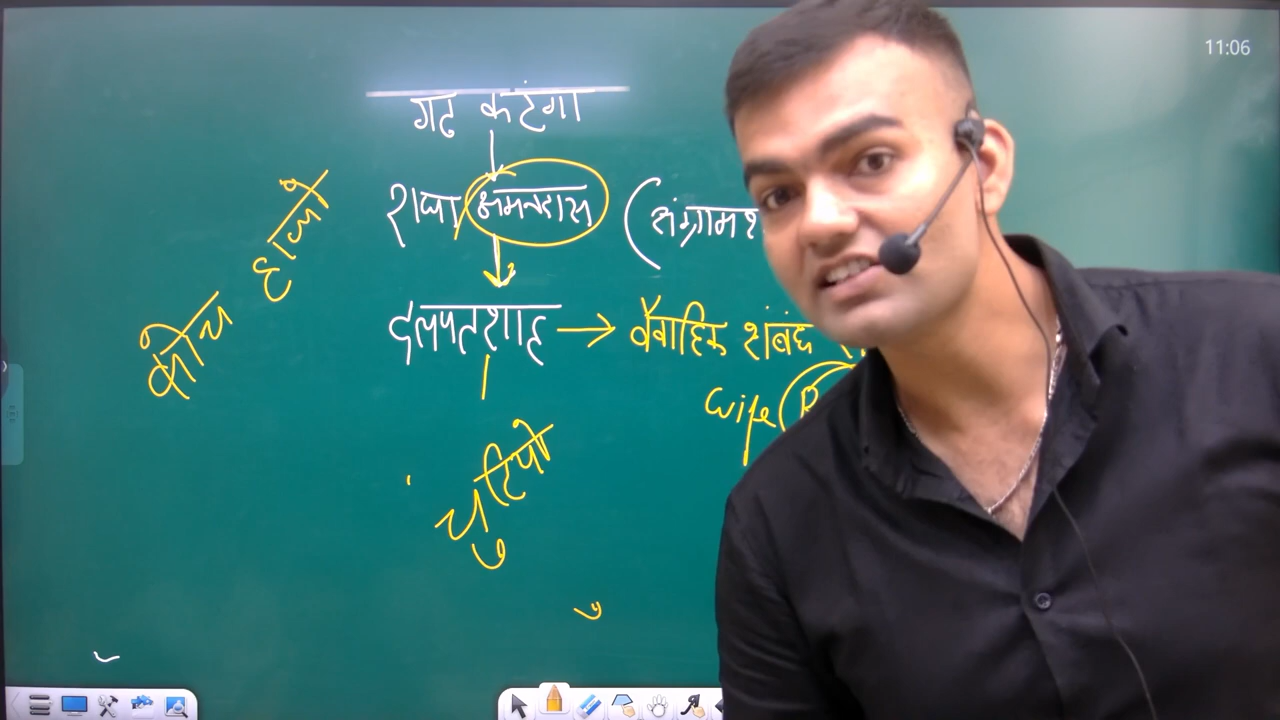 11:06
गढ कटंगा
राजा अमनदास (संग्रामश
दलपतशाह → वैवाहिक संबंध
wife (R
कोच हाजो
चुटिपो